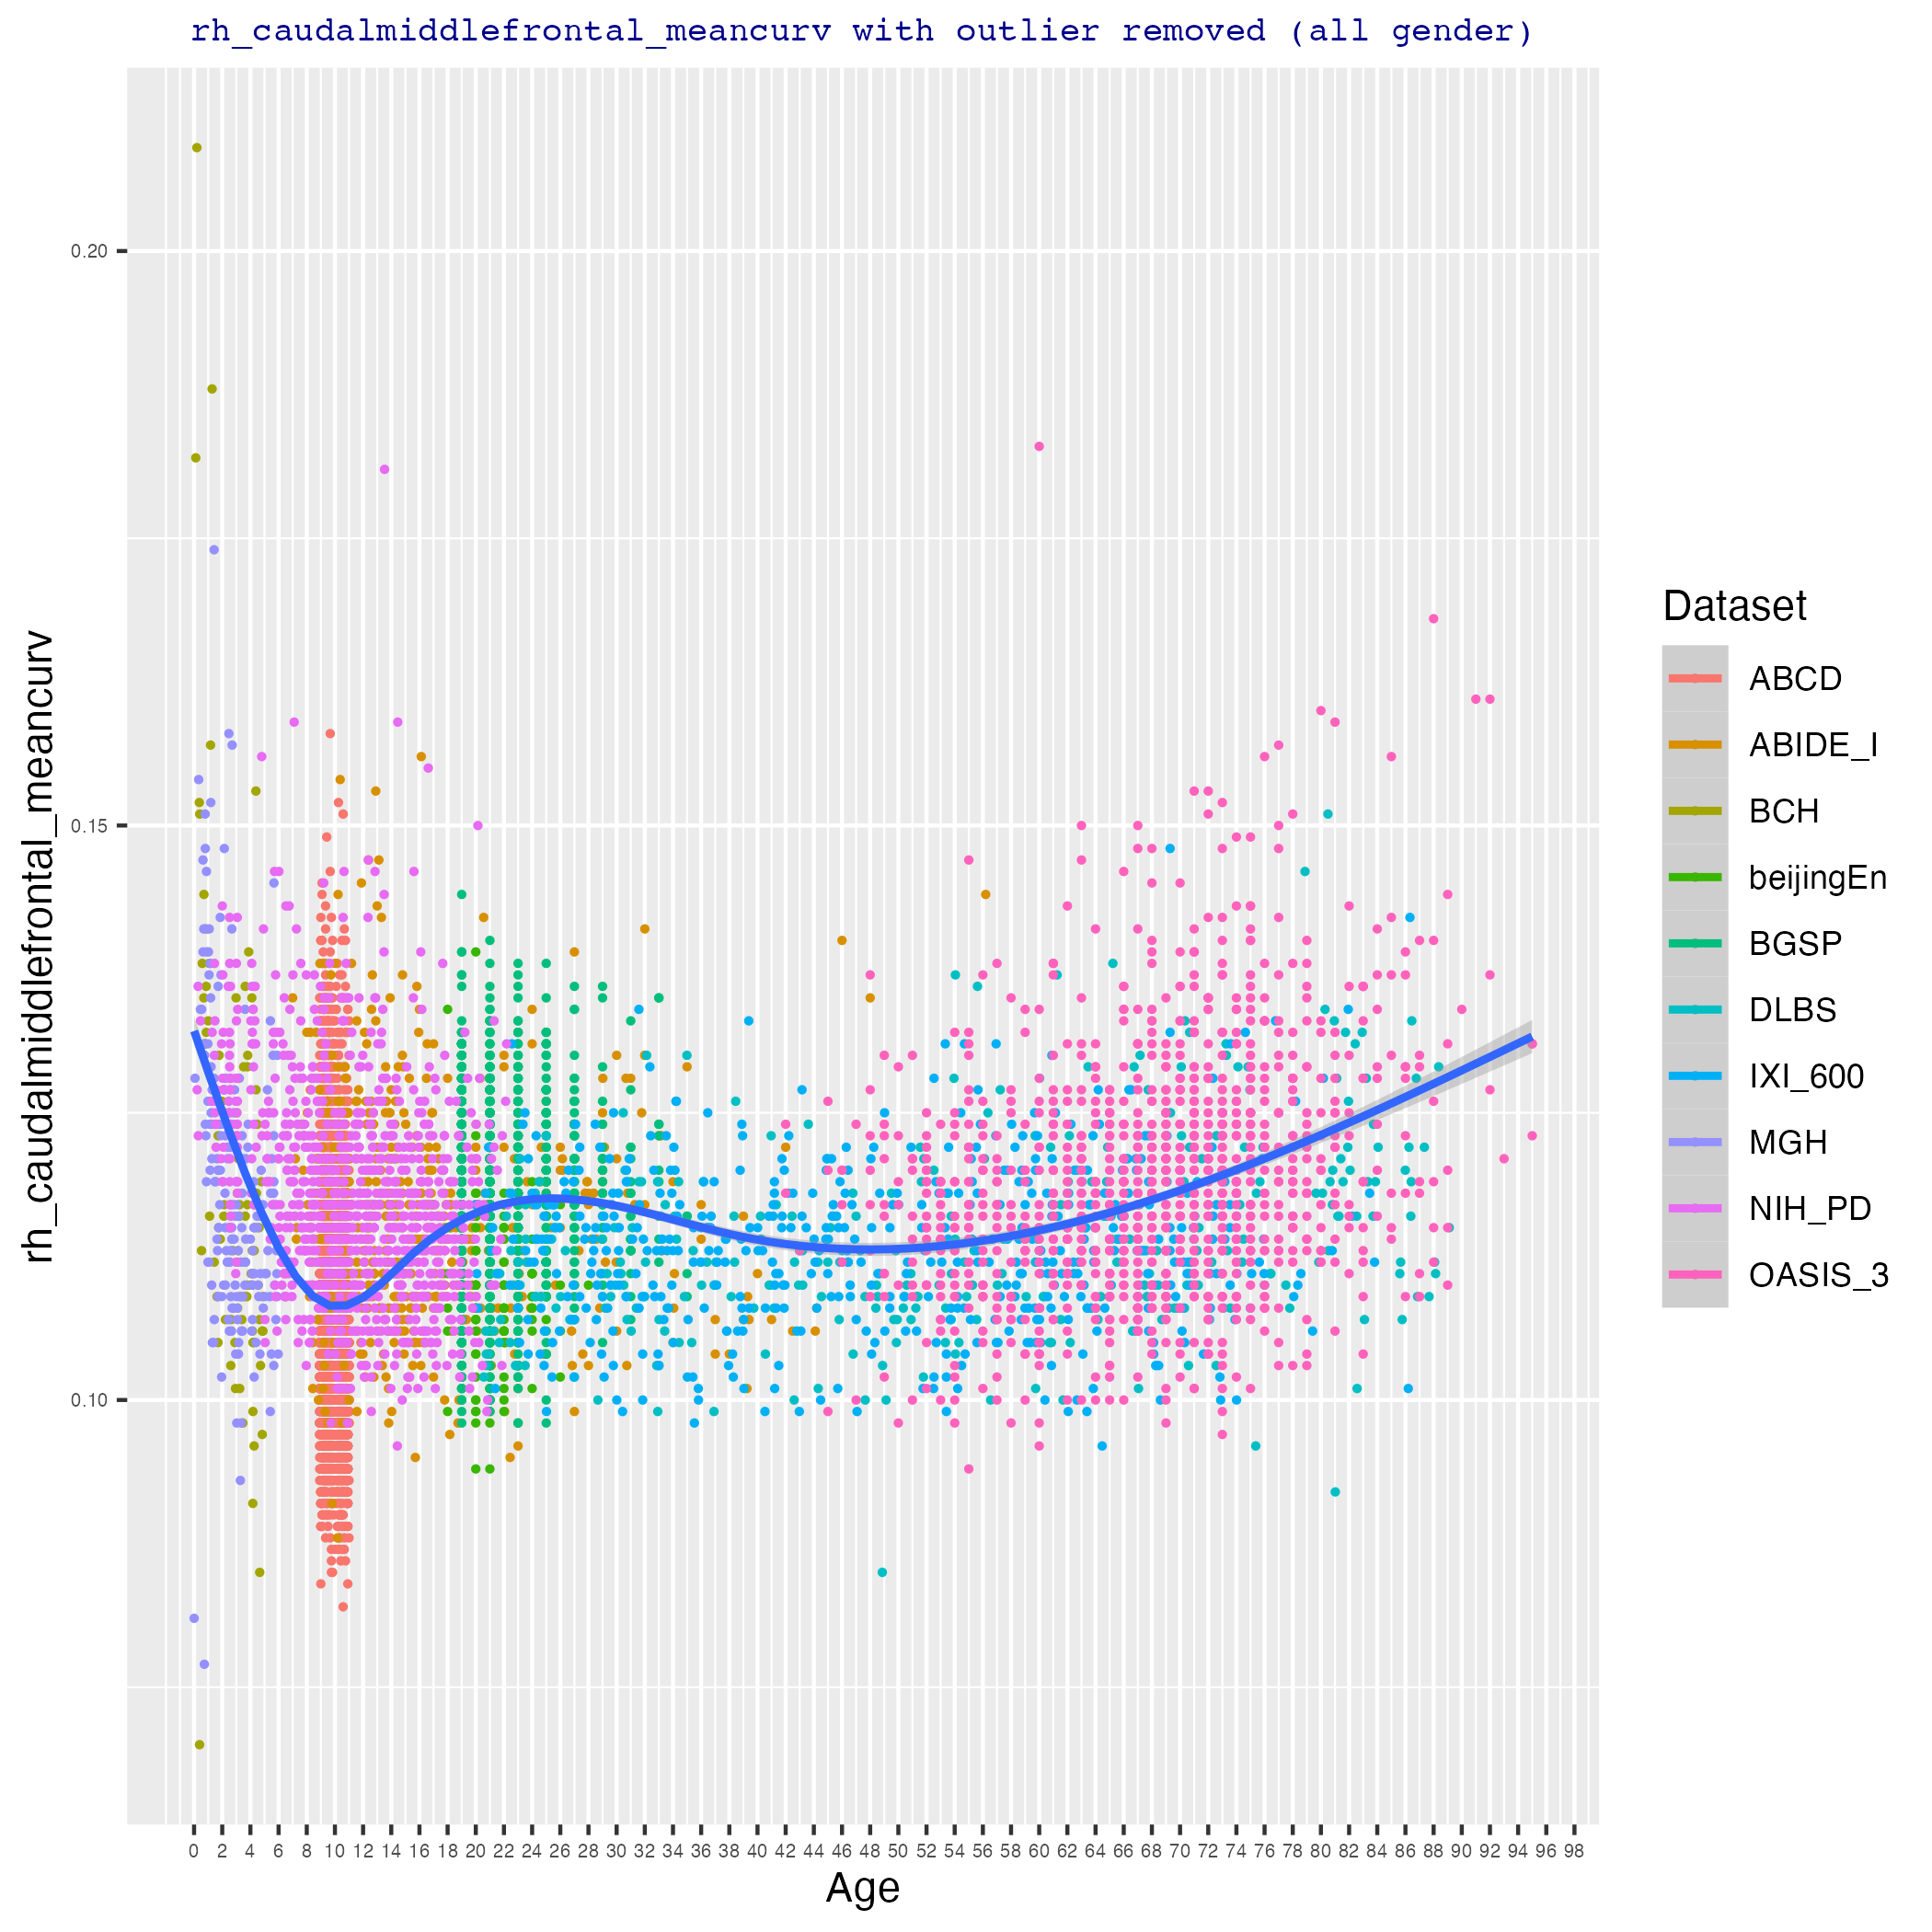 rh_caudalmiddlefrontal_meancurv with outlier removed (all gender)
rh_caudalmiddlefrontal_meancurv
0.20
0.15
0.10
0 2 4 6 8 10 12 14 16 18 20 22 24 26 28 30 32 34 36 38 40 42 44 46 48 50 52 54 56 58 60 62 64 66 68 70 72 74 76 78 80 82 84 86 88 90 92 94 96 98
Age
Dataset
ABCD
ABIDE_I
BCH
beijingEn
BGSP
DLBS
IXI_600
MGH
NIH_PD
OASIS_3